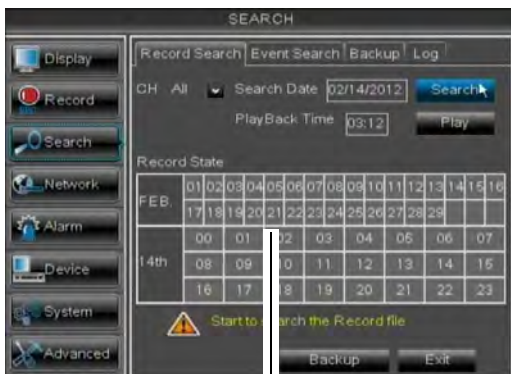 SEARCH
Display
Record
Search
Network
Alarm
Device
System
Advanced
Record Search Event Search Backup Log
CH All Search Date 02/14/2012 Search
PlayBack Time 03:12 Play
Record State
FEB. 01 02 03 04 05 06 07 08 09 10 11 12 13 14 15 16
17 18 19 20 21 22 23 24 25 26 27 28 29
14th 00 01 02 03 04 05 06 07
08 09 10 11 12 13 14 15
16 17 18 19 20 21 22 23
Start to search the Record file
Backup Exit